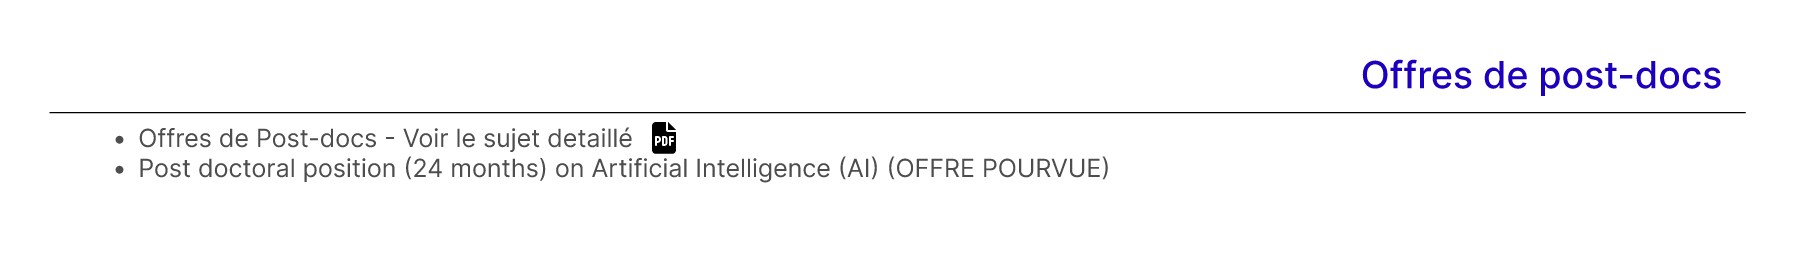 Offres de post-docs
Offres de Post-docs - Voir le sujet detaillé PDF
Post doctoral position (24 months) on Artificial Intelligence (AI) (OFFRE POURVUE)